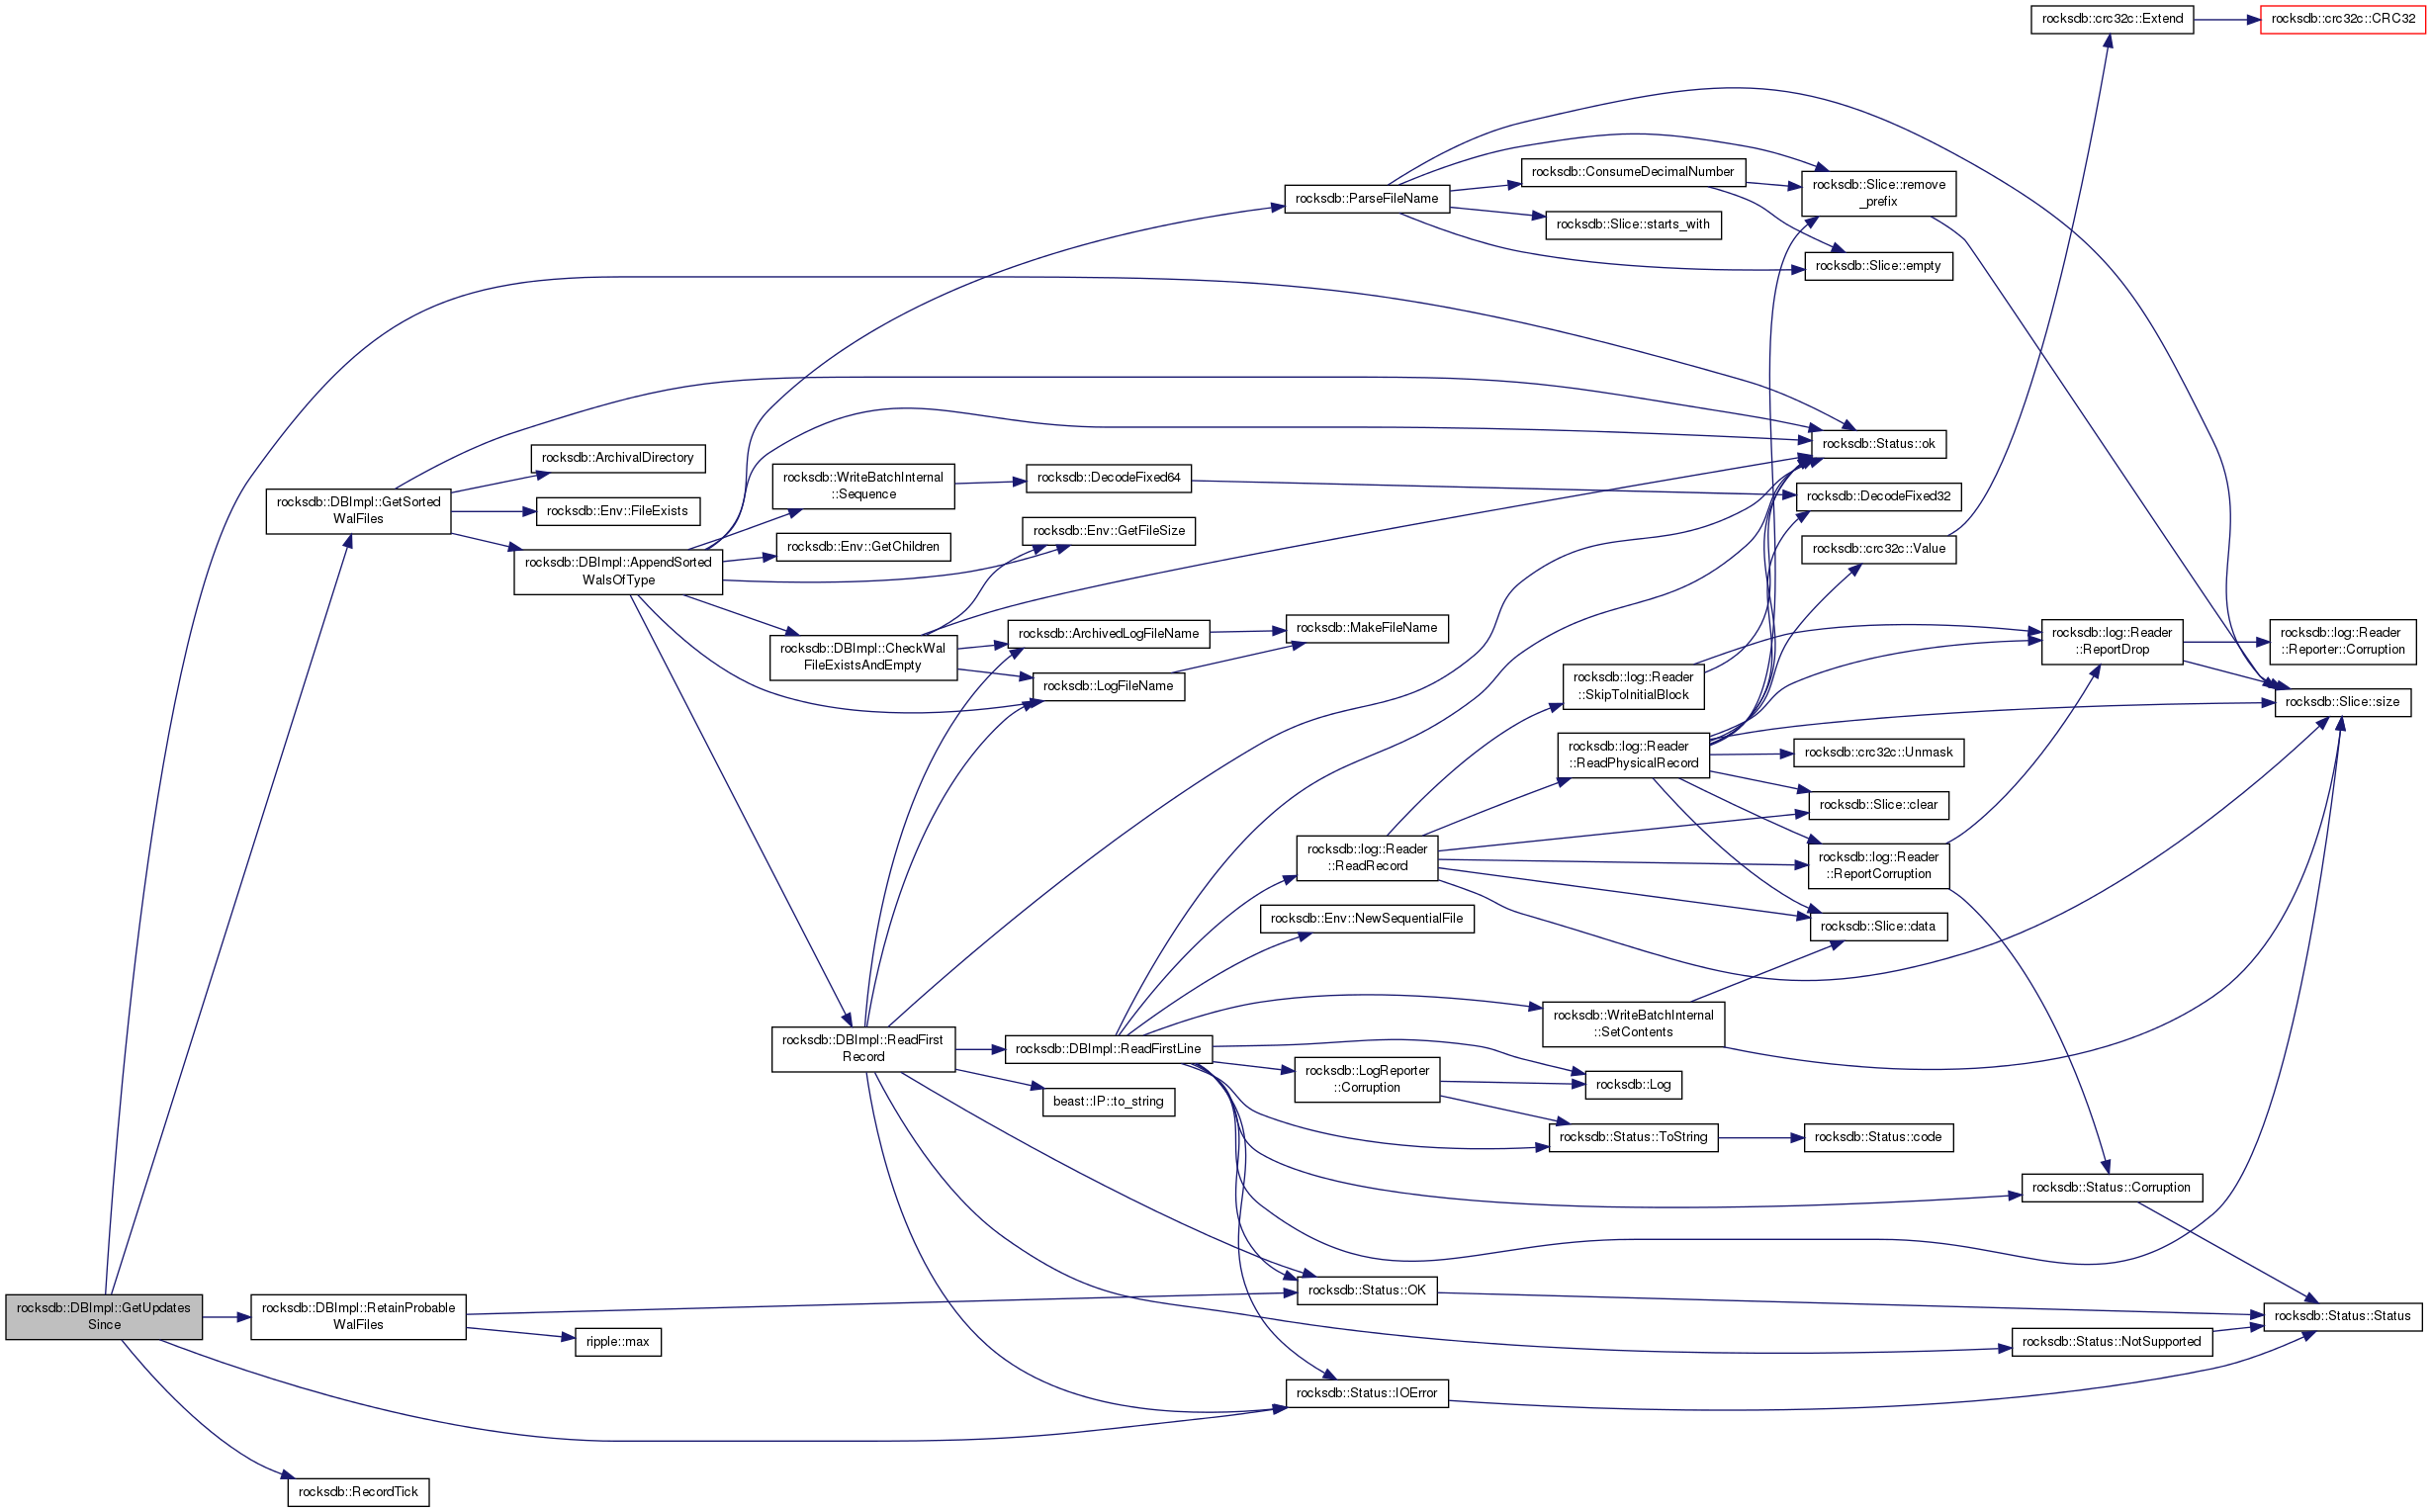 rocksdb::crc32c::Extend
rocksdb::crc32c::CRC32
rocksdb::ParseFileName
rocksdb::ConsumeDecimalNumber
rocksdb::Slice::starts_with
rocksdb::Slice::remove
_prefix
rocksdb::Slice::empty
rocksdb::Status::ok
rocksdb::DBImpl::GetSorted
WalFiles
rocksdb::ArchivalDirectory
rocksdb::Env::FileExists
rocksdb::DBImpl::AppendSorted
WalsOfType
rocksdb::WriteBatchInternal
::Sequence
rocksdb::Env::GetChildren
rocksdb::DecodeFixed64
rocksdb::Env::GetFileSize
rocksdb::DecodeFixed32
rocksdb::crc32c::Value
rocksdb::DBImpl::CheckWal
FileExistsAndEmpty
rocksdb::ArchivedLogFileName
rocksdb::LogFileName
rocksdb::MakeFileName
rocksdb::log::Reader
::SkipToInitialBlock
rocksdb::log::Reader
::ReportDrop
rocksdb::log::Reader
::Reporter::Corruption
rocksdb::Slice::size
rocksdb::log::Reader
::ReadPhysicalRecord
rocksdb::crc32c::Unmask
rocksdb::Slice::clear
rocksdb::log::Reader
::ReadRecord
rocksdb::log::Reader
::ReportCorruption
rocksdb::Env::NewSequentialFile
rocksdb::Slice::data
rocksdb::WriteBatchInternal
::SetContents
rocksdb::DBImpl::ReadFirst
Record
rocksdb::DBImpl::ReadFirstLine
beast::IP::to_string
rocksdb::LogReporter
::Corruption
rocksdb::Log
rocksdb::Status::ToString
rocksdb::Status::code
rocksdb::Status::Corruption
rocksdb::DBImpl::GetUpdates
Since
rocksdb::DBImpl::RetainProbable
WalFiles
ripple::max
rocksdb::Status::OK
rocksdb::Status::NotSupported
rocksdb::Status::Status
rocksdb::Status::IOError
rocksdb::RecordTick